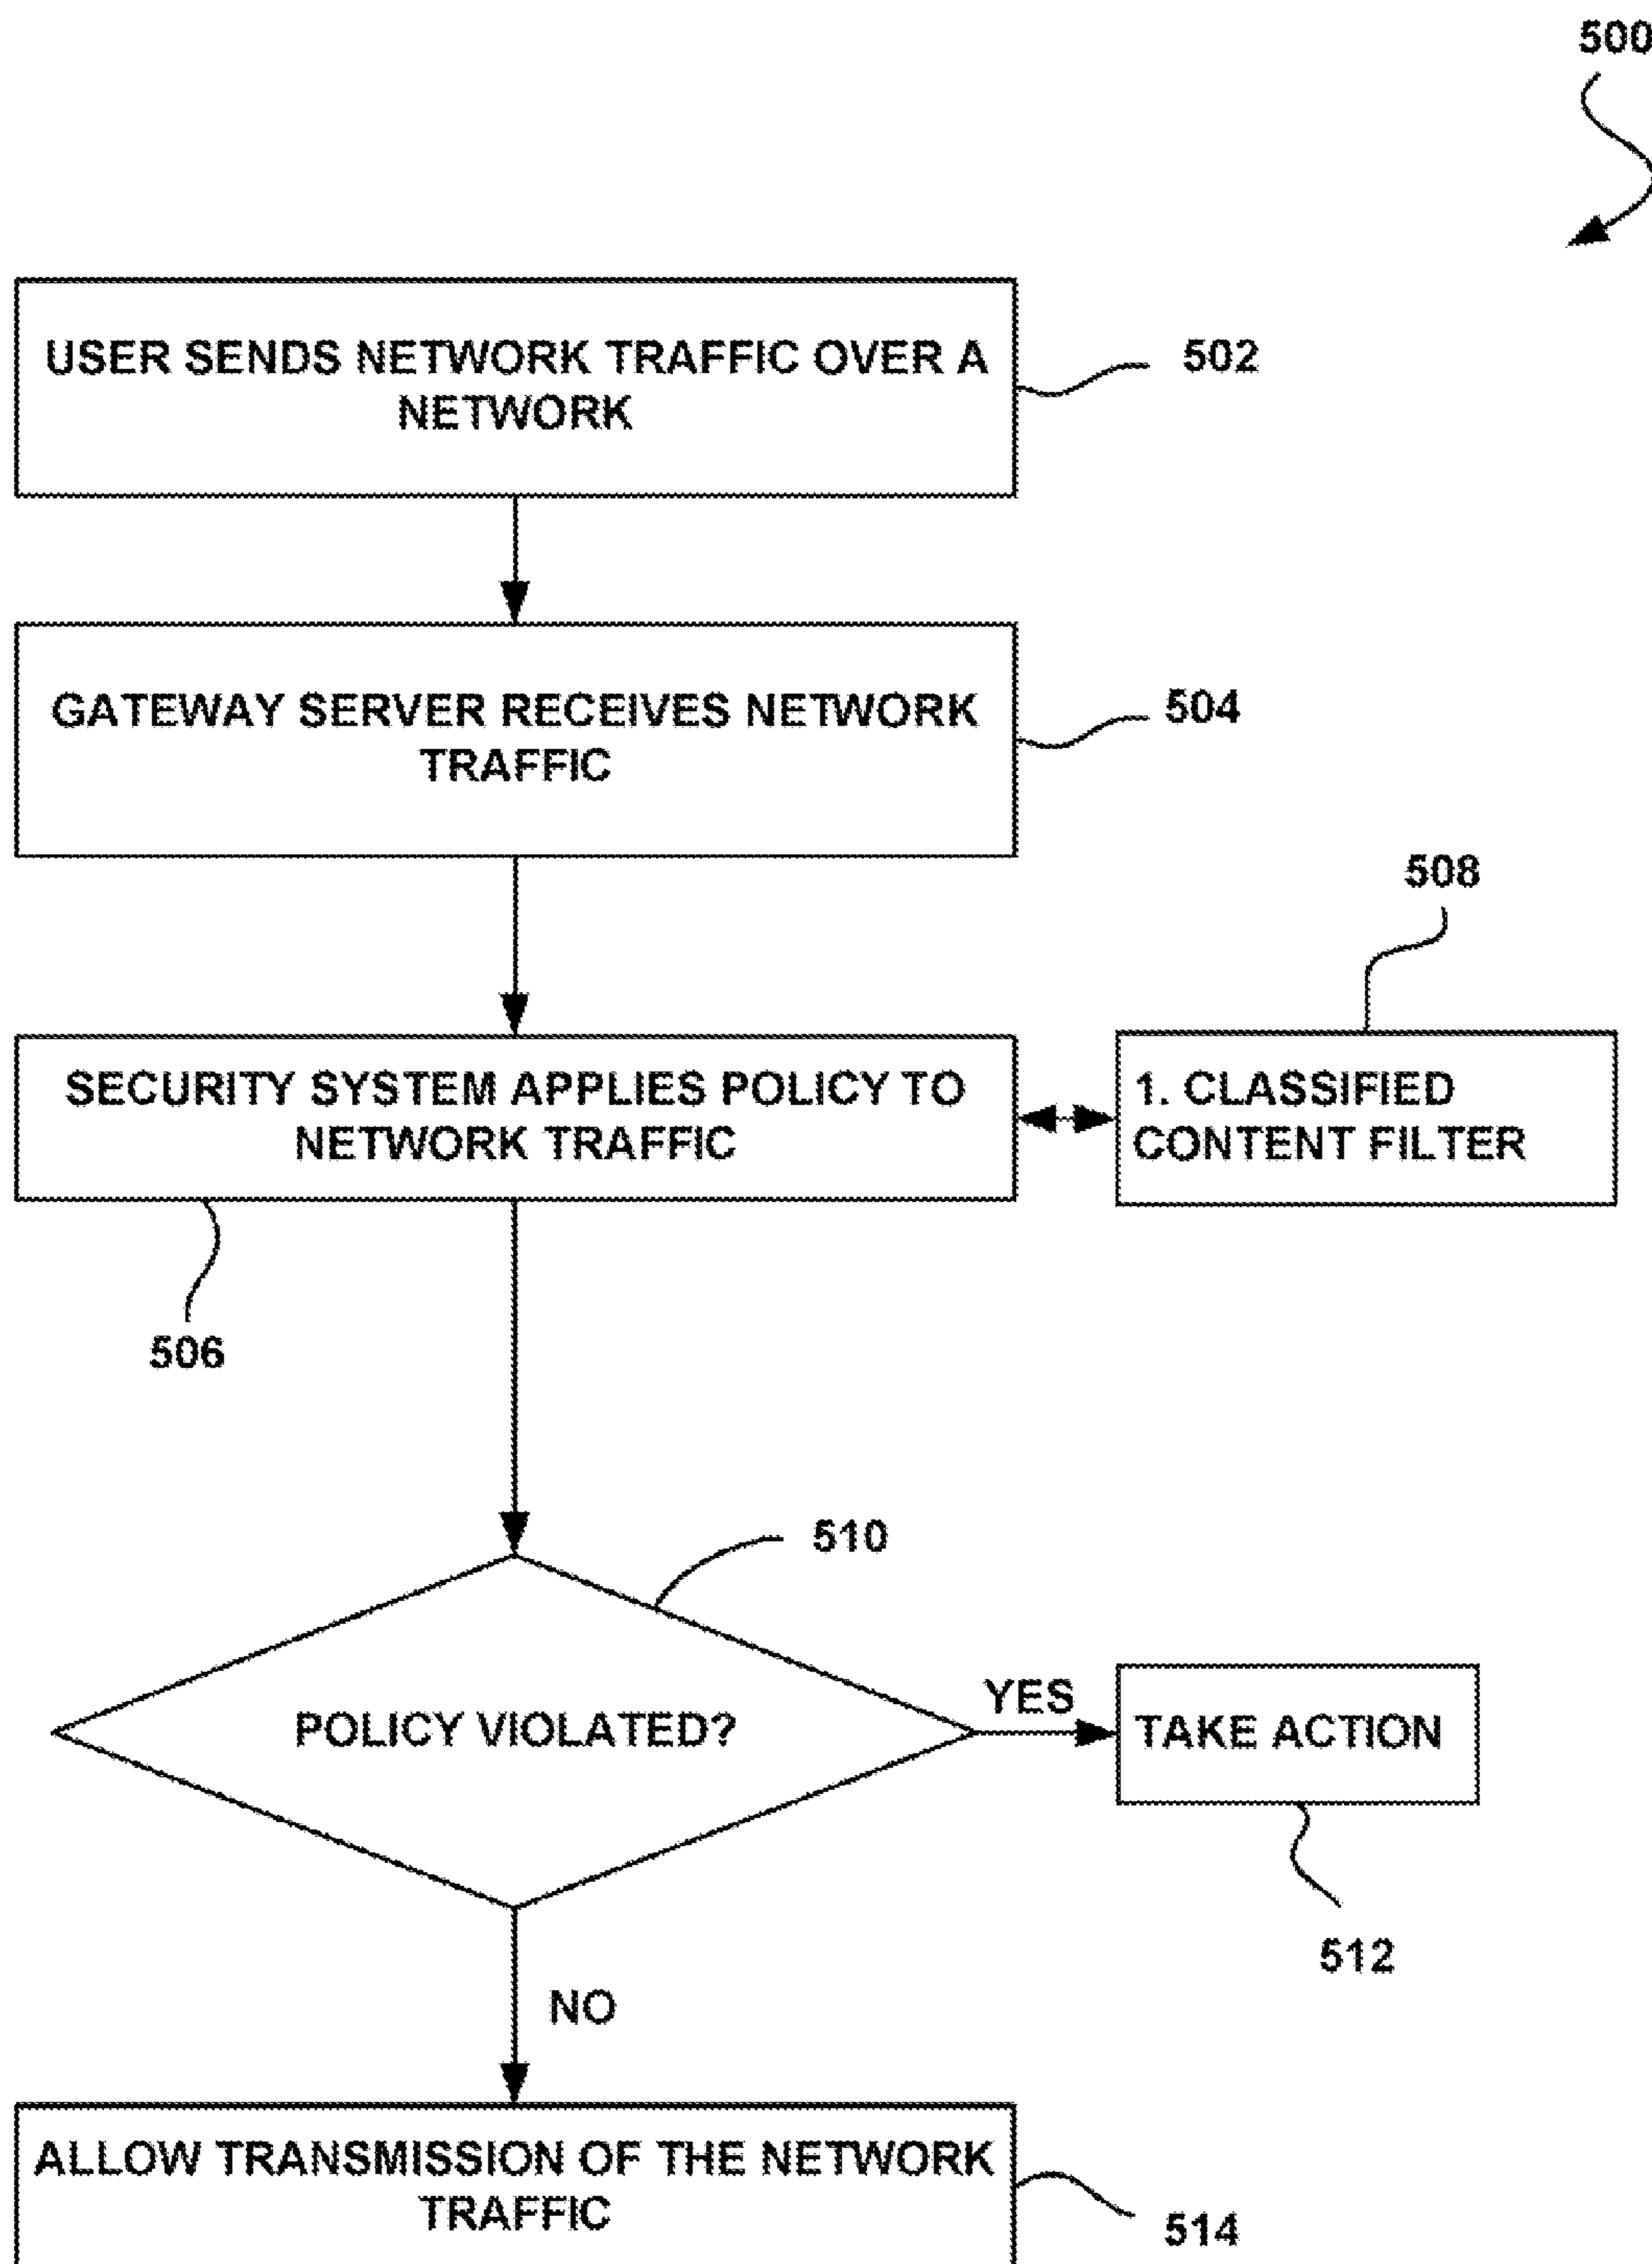 500
USER SENDS NETWORK TRAFFIC OVER A
NETWORK
502
GATEWAY SERVER RECEIVES NETWORK
TRAFFIC
504
508
SECURITY SYSTEM APPLIES POLICY TO
NETWORK TRAFFIC
1. CLASSIFIED
CONTENT FILTER
506
510
POLICY VIOLATED?
YES
TAKE ACTION
512
NO
ALLOW TRANSMISSION OF THE NETWORK
TRAFFIC
514